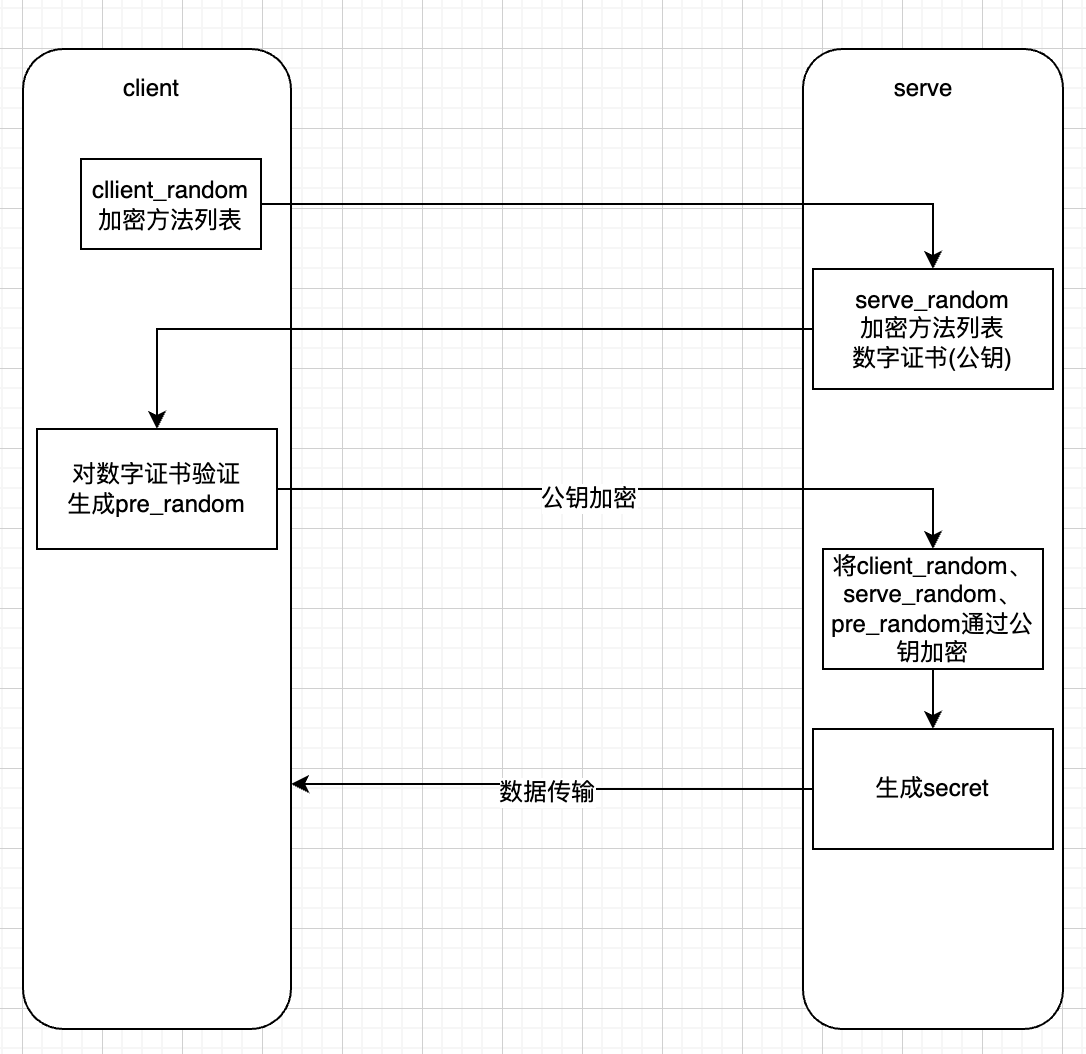 client
serve
cllient_random
加密方法列表
serve_random
加密方法列表
数字证书(公钥)
对数字证书验证
生成pre_random
公钥加密
将client_random、
serve_random、
pre_random通过公
钥加密
生成secret
数据传输